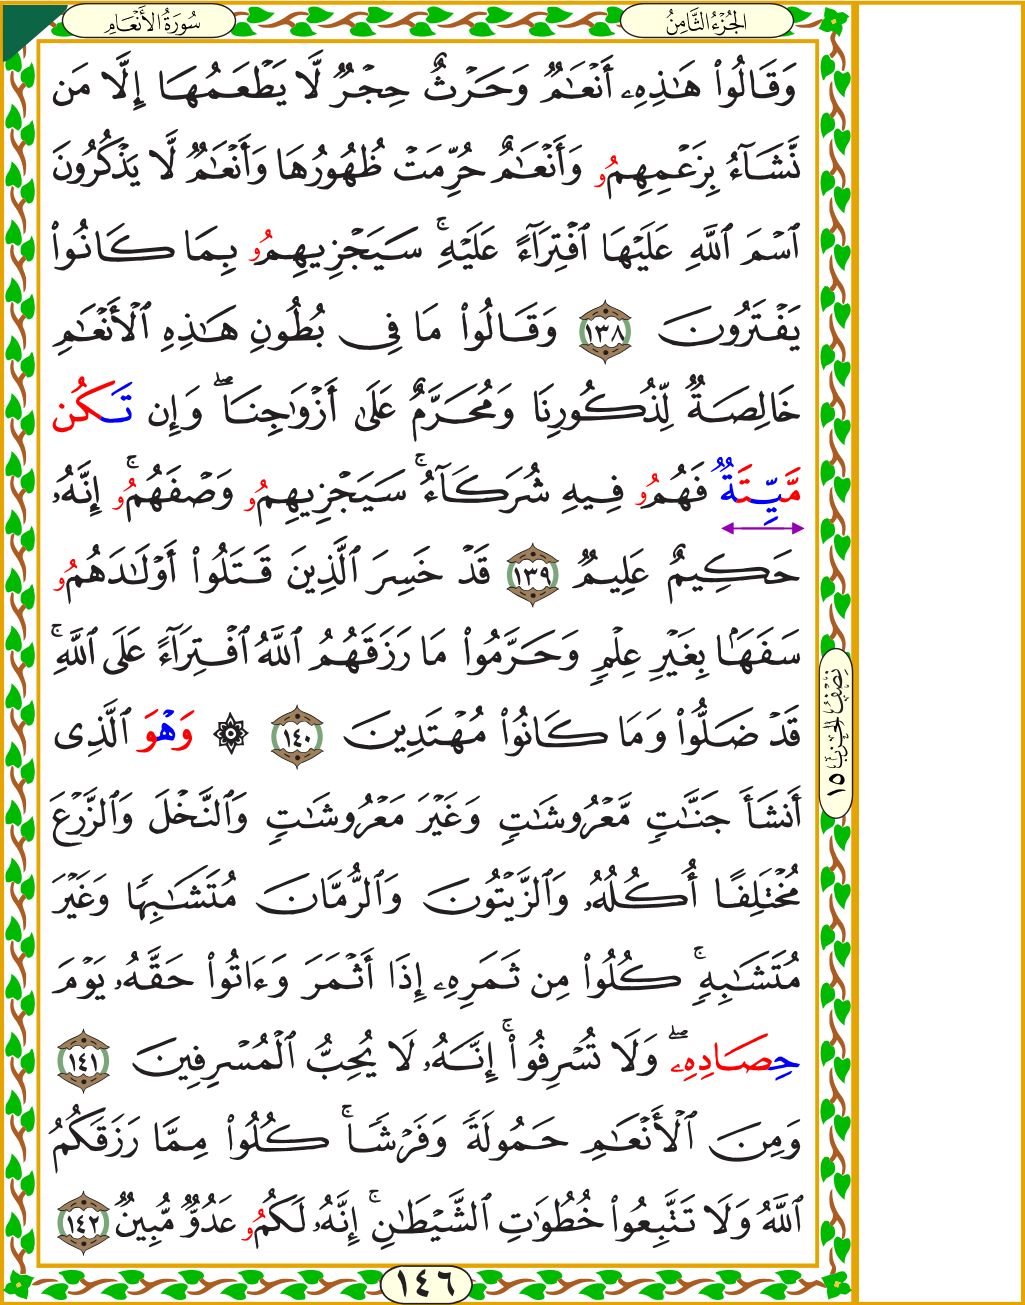 سُورَةُ الأَنْعَامِ
الجُزْءُ الثَّامِنُ
وَقَالُوا۟ هَٰذِهِۦٓ أَنْعَٰمٌ وَحَرْثٌ حِجْرٌ لَّا يَطْعَمُهَا إِلَّا مَن
نَّشَآءُ بِزَعْمِهِمُۥ وَأَنْعَٰمٌ حُرِّمَتْ ظُهُورُهَا وَأَنْعَٰمٌ لَّا يَذْكُرُونَ
ٱسْمَ ٱللَّهِ عَلَيْهَا ٱفْتِرَآءً عَلَيْهِ ۚ سَيَجْزِيهِمُۥ بِمَا كَانُوا۟
يَفْتَرُونَ ١٣٨ وَقَالُوا۟ مَا فِى بُطُونِ هَٰذِهِ ٱلْأَنْعَٰمِ
خَالِصَةٌ لِّذُكُورِنَا وَمُحَرَّمٌ عَلَىٰ أَزْوَٰجِنَا ۖ وَإِن تَكُن
مَّيِّتَةٌ فَهُمُۥ فِيهِ شُرَكَآءُ ۚ سَيَجْزِيهِمُۥ وَصْفَهُمُۥ ۚ إِنَّهُۥ
حَكِيمٌ عَلِيمٌ ١٣٩ قَدْ خَسِرَ ٱلَّذِينَ قَتَلُوٓا۟ أَوْلَٰدَهُمُۥ
سَفَهًۢا بِغَيْرِ عِلْمٍ وَحَرَّمُوا۟ مَا رَزَقَهُمُ ٱللَّهُ ٱفْتِرَآءً عَلَى ٱللَّهِ ۚ
قَدْ ضَلُّوا۟ وَمَا كَانُوا۟ مُهْتَدِينَ ١٤٠ ۞ وَهْوَ ٱلَّذِىٓ
أَنشَأَ جَنَّٰتٍ مَّعْرُوشَٰتٍ وَغَيْرَ مَعْرُوشَٰتٍ وَٱلنَّخْلَ وَٱلزَّرْعَ
مُخْتَلِفًا أُكُلُهُۥ وَٱلزَّيْتُونَ وَٱلرُّمَّانَ مُتَشَٰبِهًا وَغَيْرَ
مُتَشَٰبِهٍ ۚ كُلُوا۟ مِن ثَمَرِهِۦٓ إِذَآ أَثْمَرَ وَءَاتُوا۟ حَقَّهُۥ يَوْمَ
حِصَادِهِۦ ۖ وَلَا تُسْرِفُوٓا۟ ۚ إِنَّهُۥ لَا يُحِبُّ ٱلْمُسْرِفِينَ ١٤١
وَمِنَ ٱلْأَنْعَٰمِ حَمُولَةً وَفَرْشًا ۚ كُلُوا۟ مِمَّا رَزَقَكُمُ
ٱللَّهُ وَلَا تَتَّبِعُوا۟ خُطُوَٰتِ ٱلشَّيْطَٰنِ ۚ إِنَّهُۥ لَكُمُۥ عَدُوٌّ مُّبِينٌ ١٤٢
نِصْفُ الحِزْبِ ١٥
١٤٦